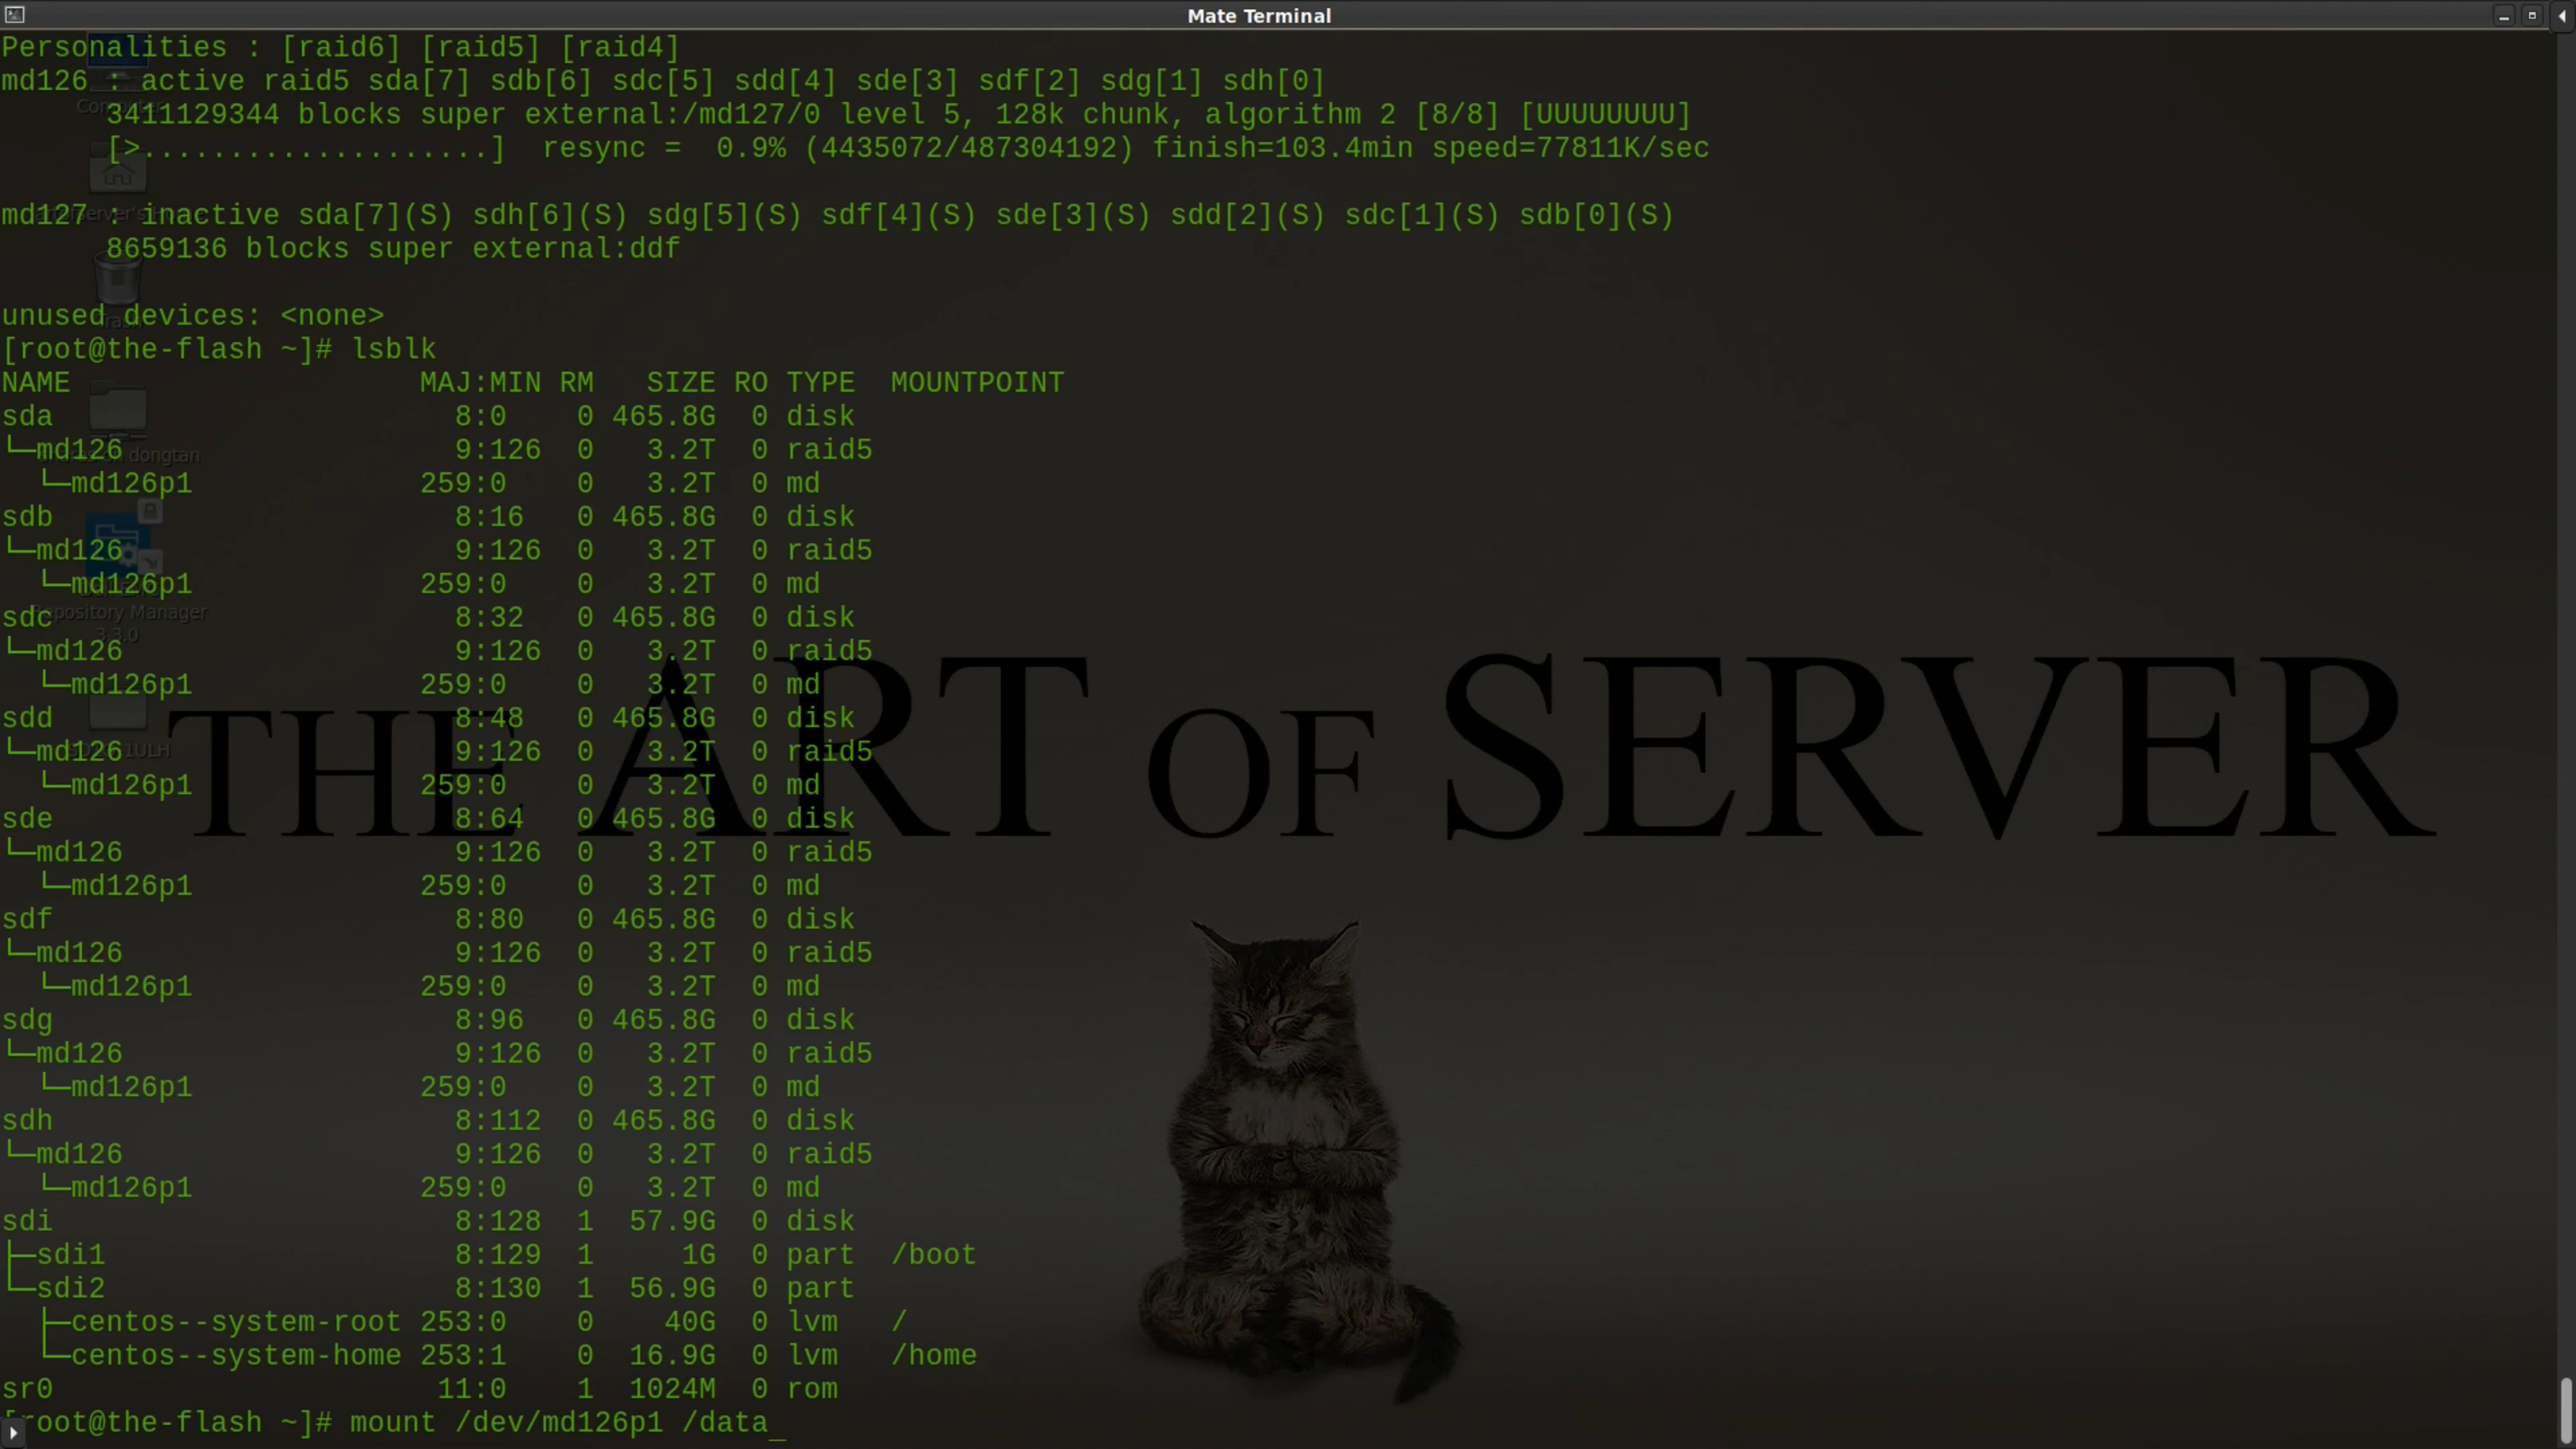 Mate Terminal
Personalities : [raid6] [raid5] [raid4]
md126 : active raid5 sda[7] sdb[6] sdc[5] sdd[4] sde[3] sdf[2] sdg[1] sdh[0]
      3411129344 blocks super external:/md127/0 level 5, 128k chunk, algorithm 2 [8/8] [UUUUUUUU]
      [>....................]  resync =  0.9% (4435072/487304192) finish=103.4min speed=77811K/sec
md127 : inactive sda[7](S) sdh[6](S) sdg[5](S) sdf[4](S) sde[3](S) sdd[2](S) sdc[1](S) sdb[0](S)
      8659136 blocks super external:ddf
unused devices: <none>
[root@the-flash ~]# lsblk
NAME                    MAJ:MIN RM   SIZE RO TYPE  MOUNTPOINT
sda                       8:0    0 465.8G  0 disk
└─md126                   9:126  0   3.2T  0 raid5
  └─md126p1             259:0    0   3.2T  0 md
sdb                       8:16   0 465.8G  0 disk
└─md126                   9:126  0   3.2T  0 raid5
  └─md126p1             259:0    0   3.2T  0 md
sdc                       8:32   0 465.8G  0 disk
└─md126                   9:126  0   3.2T  0 raid5
  └─md126p1             259:0    0   3.2T  0 md
sdd                       8:48   0 465.8G  0 disk
└─md126                   9:126  0   3.2T  0 raid5
  └─md126p1             259:0    0   3.2T  0 md
sde                       8:64   0 465.8G  0 disk
└─md126                   9:126  0   3.2T  0 raid5
  └─md126p1             259:0    0   3.2T  0 md
sdf                       8:80   0 465.8G  0 disk
└─md126                   9:126  0   3.2T  0 raid5
  └─md126p1             259:0    0   3.2T  0 md
sdg                       8:96   0 465.8G  0 disk
└─md126                   9:126  0   3.2T  0 raid5
  └─md126p1             259:0    0   3.2T  0 md
sdh                       8:112  0 465.8G  0 disk
└─md126                   9:126  0   3.2T  0 raid5
  └─md126p1             259:0    0   3.2T  0 md
sdi                       8:128  1  57.9G  0 disk
├─sdi1                    8:129  1     1G  0 part  /boot
└─sdi2                    8:130  1  56.9G  0 part
  ├─centos--system-root 253:0    0    40G  0 lvm   /
  └─centos--system-home 253:1    0  16.9G  0 lvm   /home
sr0                      11:0    1  1024M  0 rom
[root@the-flash ~]# mount /dev/md126p1 /data_
Computer
Trash
dongtan
Repository Manager
3.3.0
THE ART OF SERVER